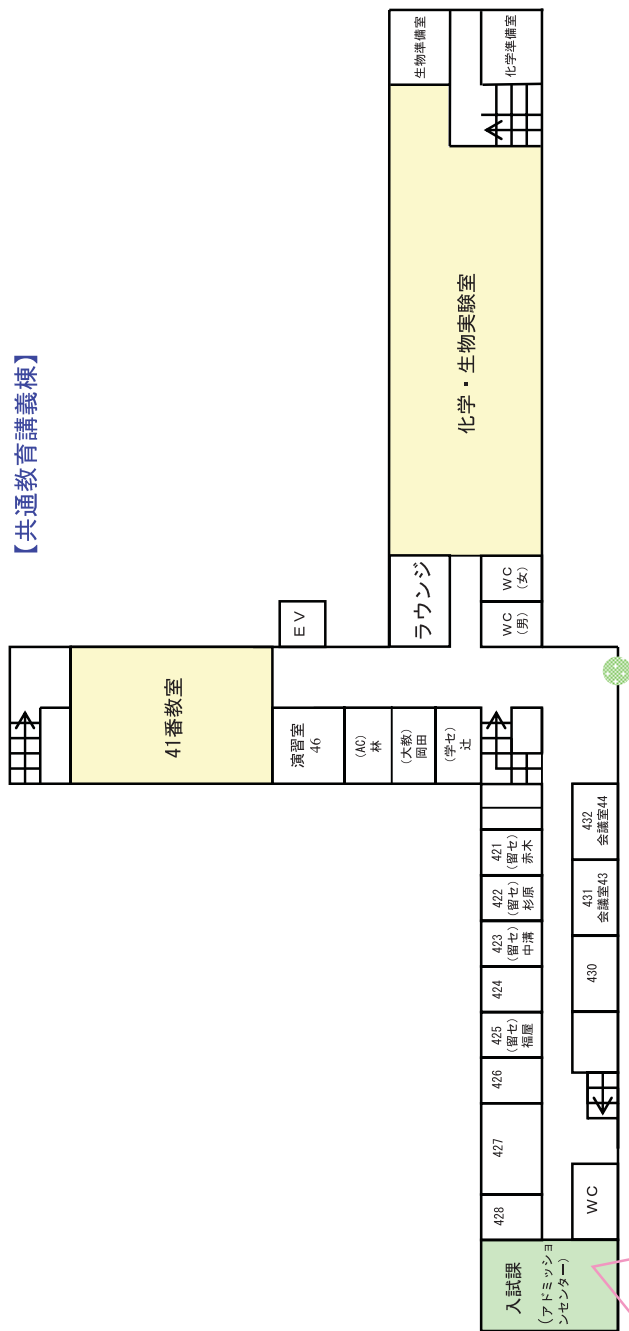 【共通教育講義棟】
生物準備室
化学準備室
化学・生物実験室
ラウンジ
WC
(女)
WC
(男)
EV
41番教室
演習室
46
(AC)
林
(大教)
岡田
(学セ)
辻
421
(留セ)
赤木
422
(留セ)
杉原
423
(留セ)
中溝
424
425
(留セ)
福屋
426
427
428
432
会議室44
431
会議室43
430
WC
入試課
(アドミッショ
ンセンター)